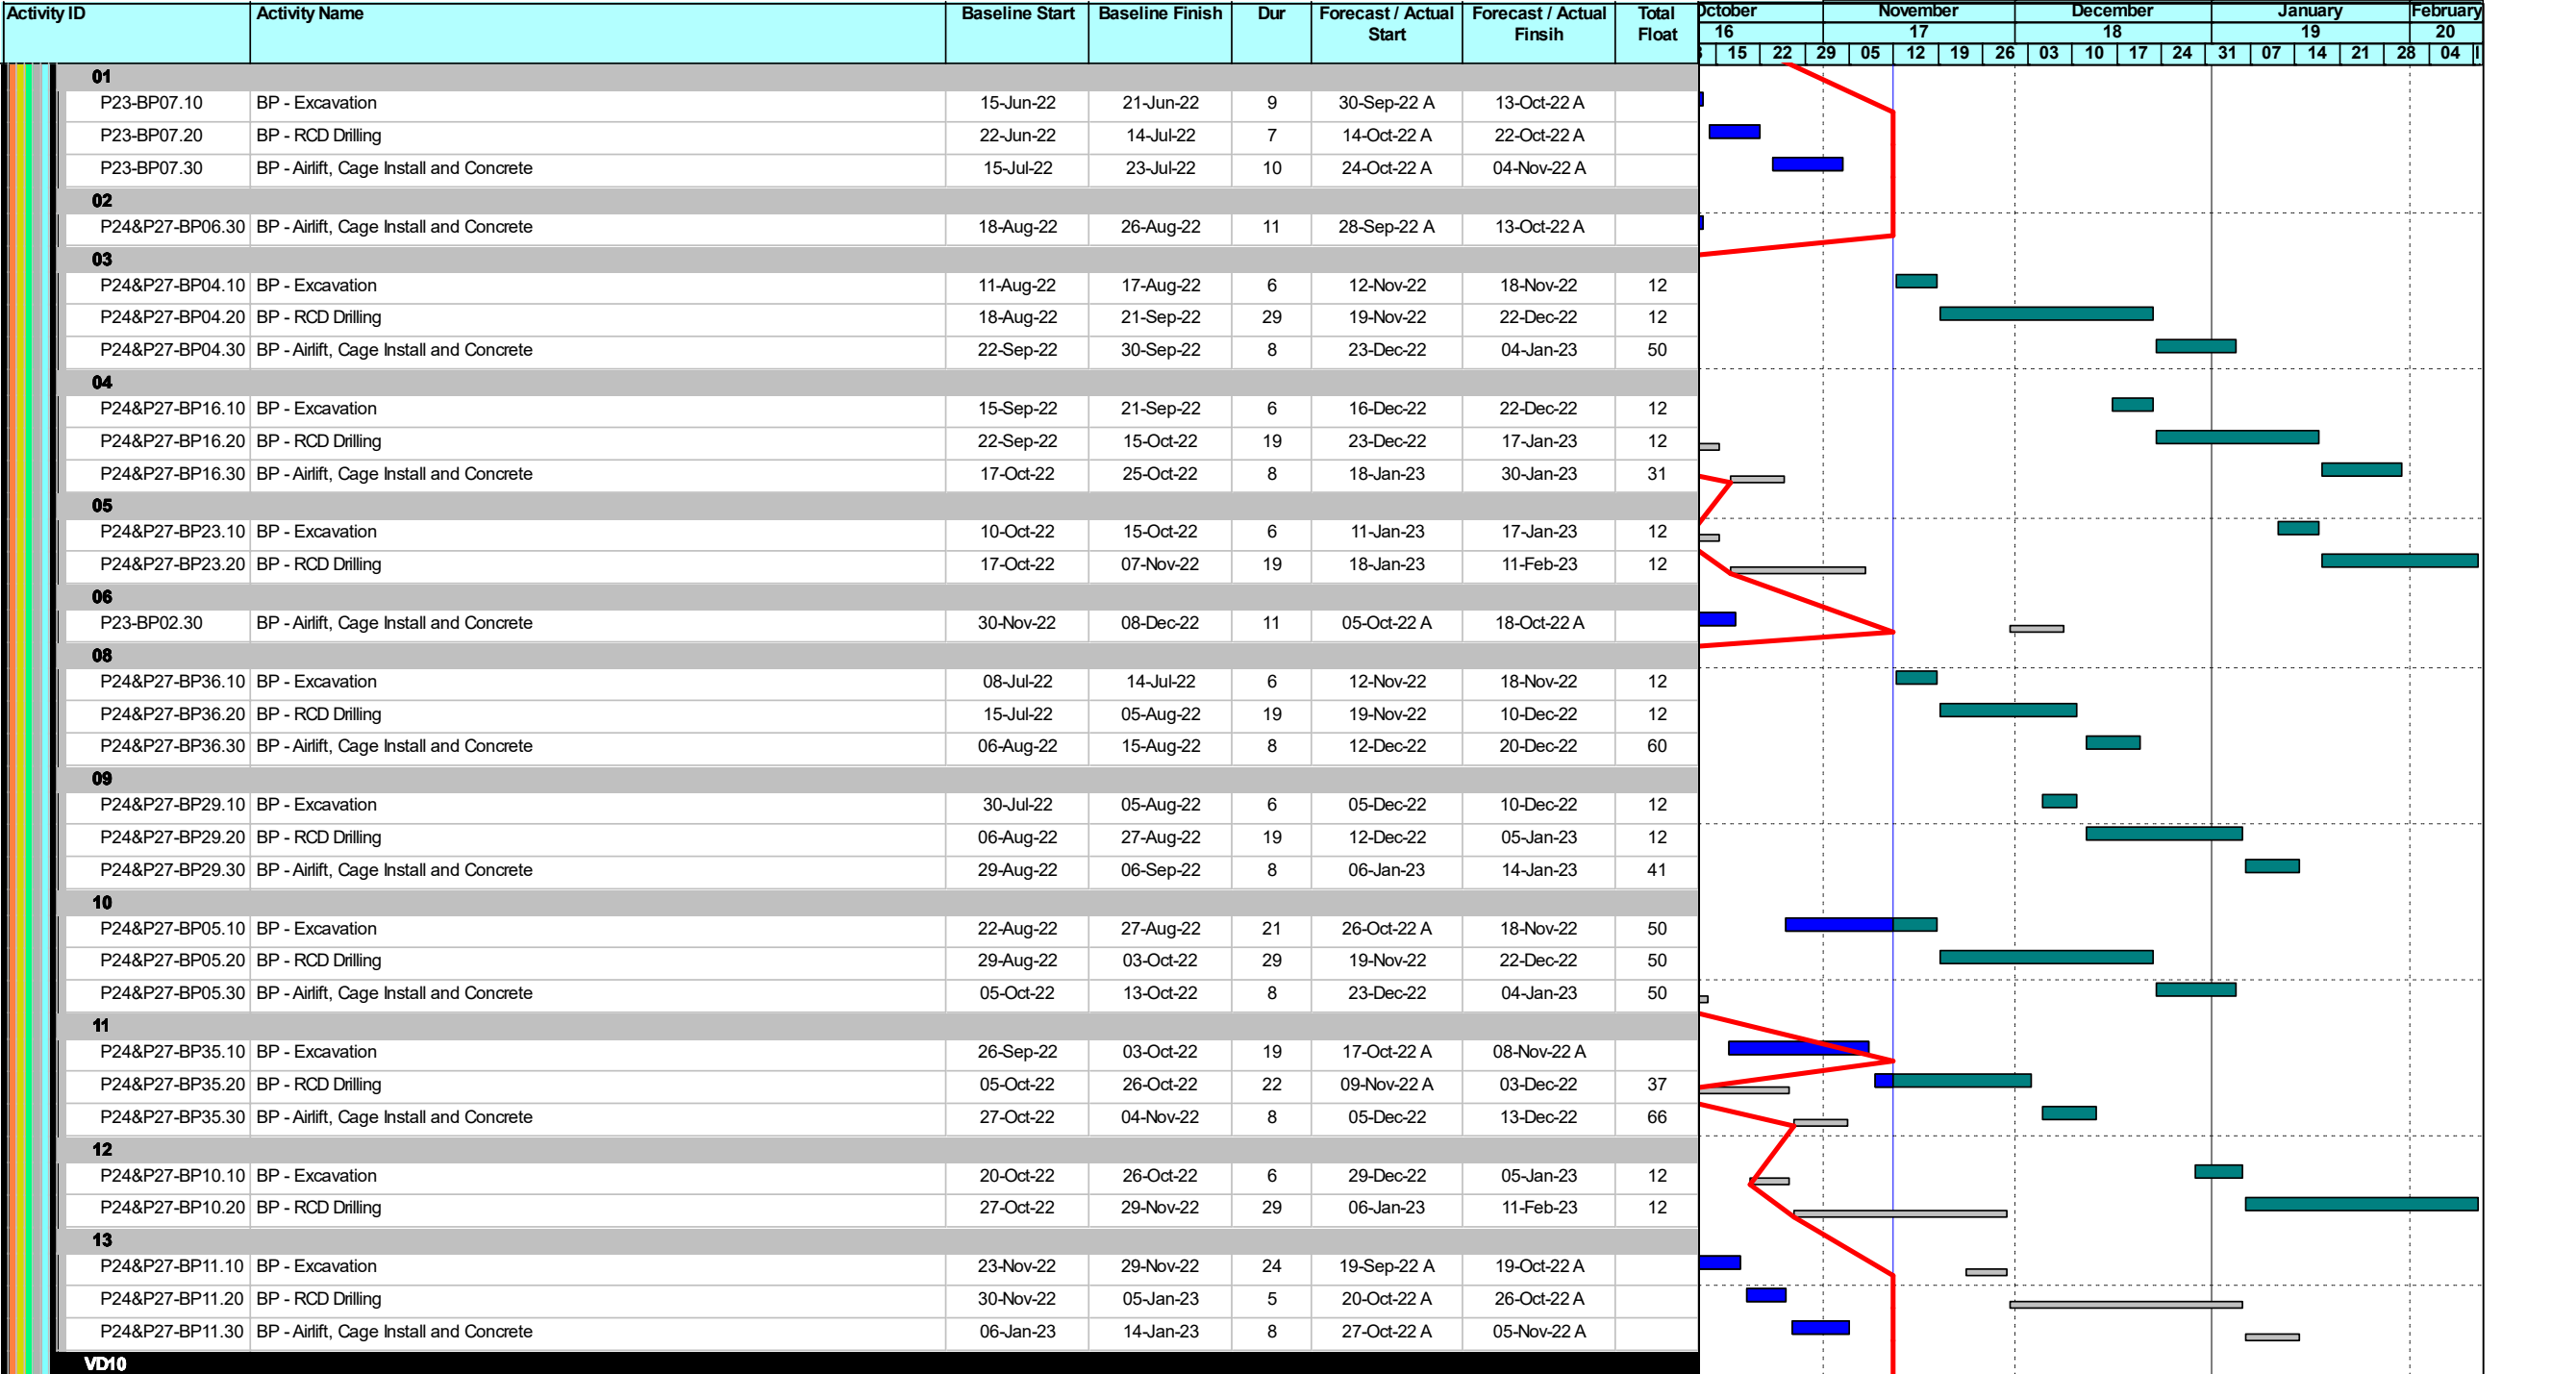 Activity ID Activity Name Baseline Start Baseline Finish Dur Forecast / Actual Start Forecast / Actual Finsih Total Float October November December January February
16 17 18 19 20
15 22 29 05 12 19 26 03 10 17 24 31 07 14 21 28 04
01
P23-BP07.10 BP - Excavation 15-Jun-22 21-Jun-22 9 30-Sep-22 A 13-Oct-22 A
P23-BP07.20 BP - RCD Drilling 22-Jun-22 14-Jul-22 7 14-Oct-22 A 22-Oct-22 A
P23-BP07.30 BP - Airlift, Cage Install and Concrete 15-Jul-22 23-Jul-22 10 24-Oct-22 A 04-Nov-22 A
02
P24&P27-BP06.30 BP - Airlift, Cage Install and Concrete 18-Aug-22 26-Aug-22 11 28-Sep-22 A 13-Oct-22 A
03
P24&P27-BP04.10 BP - Excavation 11-Aug-22 17-Aug-22 6 12-Nov-22 18-Nov-22 12
P24&P27-BP04.20 BP - RCD Drilling 18-Aug-22 21-Sep-22 29 19-Nov-22 22-Dec-22 12
P24&P27-BP04.30 BP - Airlift, Cage Install and Concrete 22-Sep-22 30-Sep-22 8 23-Dec-22 04-Jan-23 50
04
P24&P27-BP16.10 BP - Excavation 15-Sep-22 21-Sep-22 6 16-Dec-22 22-Dec-22 12
P24&P27-BP16.20 BP - RCD Drilling 22-Sep-22 15-Oct-22 19 23-Dec-22 17-Jan-23 12
P24&P27-BP16.30 BP - Airlift, Cage Install and Concrete 17-Oct-22 25-Oct-22 8 18-Jan-23 30-Jan-23 31
05
P24&P27-BP23.10 BP - Excavation 10-Oct-22 15-Oct-22 6 11-Jan-23 17-Jan-23 12
P24&P27-BP23.20 BP - RCD Drilling 17-Oct-22 07-Nov-22 19 18-Jan-23 11-Feb-23 12
06
P23-BP02.30 BP - Airlift, Cage Install and Concrete 30-Nov-22 08-Dec-22 11 05-Oct-22 A 18-Oct-22 A
08
P24&P27-BP36.10 BP - Excavation 08-Jul-22 14-Jul-22 6 12-Nov-22 18-Nov-22 12
P24&P27-BP36.20 BP - RCD Drilling 15-Jul-22 05-Aug-22 19 19-Nov-22 10-Dec-22 12
P24&P27-BP36.30 BP - Airlift, Cage Install and Concrete 06-Aug-22 15-Aug-22 8 12-Dec-22 20-Dec-22 60
09
P24&P27-BP29.10 BP - Excavation 30-Jul-22 05-Aug-22 6 05-Dec-22 10-Dec-22 12
P24&P27-BP29.20 BP - RCD Drilling 06-Aug-22 27-Aug-22 19 12-Dec-22 05-Jan-23 12
P24&P27-BP29.30 BP - Airlift, Cage Install and Concrete 29-Aug-22 06-Sep-22 8 06-Jan-23 14-Jan-23 41
10
P24&P27-BP05.10 BP - Excavation 22-Aug-22 27-Aug-22 21 26-Oct-22 A 18-Nov-22 50
P24&P27-BP05.20 BP - RCD Drilling 29-Aug-22 03-Oct-22 29 19-Nov-22 22-Dec-22 50
P24&P27-BP05.30 BP - Airlift, Cage Install and Concrete 05-Oct-22 13-Oct-22 8 23-Dec-22 04-Jan-23 50
11
P24&P27-BP35.10 BP - Excavation 26-Sep-22 03-Oct-22 19 17-Oct-22 A 08-Nov-22 A
P24&P27-BP35.20 BP - RCD Drilling 05-Oct-22 26-Oct-22 22 09-Nov-22 A 03-Dec-22 37
P24&P27-BP35.30 BP - Airlift, Cage Install and Concrete 27-Oct-22 04-Nov-22 8 05-Dec-22 13-Dec-22 66
12
P24&P27-BP10.10 BP - Excavation 20-Oct-22 26-Oct-22 6 29-Dec-22 05-Jan-23 12
P24&P27-BP10.20 BP - RCD Drilling 27-Oct-22 29-Nov-22 29 06-Jan-23 11-Feb-23 12
13
P24&P27-BP11.10 BP - Excavation 23-Nov-22 29-Nov-22 24 19-Sep-22 A 19-Oct-22 A
P24&P27-BP11.20 BP - RCD Drilling 30-Nov-22 05-Jan-23 5 20-Oct-22 A 26-Oct-22 A
P24&P27-BP11.30 BP - Airlift, Cage Install and Concrete 06-Jan-23 14-Jan-23 8 27-Oct-22 A 05-Nov-22 A
VD10